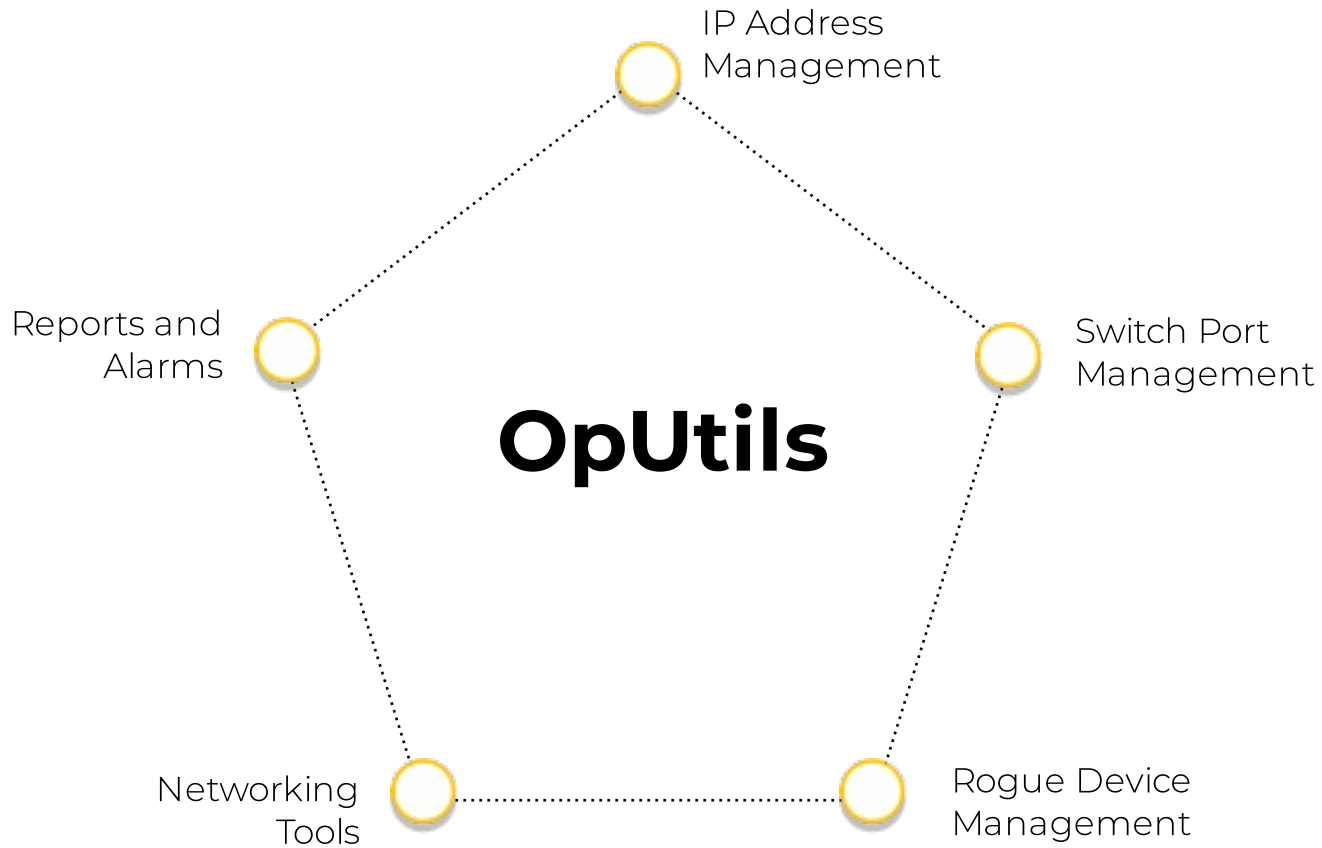 IP Address
Management
Reports and
Alarms
Switch Port
Management
OpUtils
Networking
Tools
Rogue Device
Management